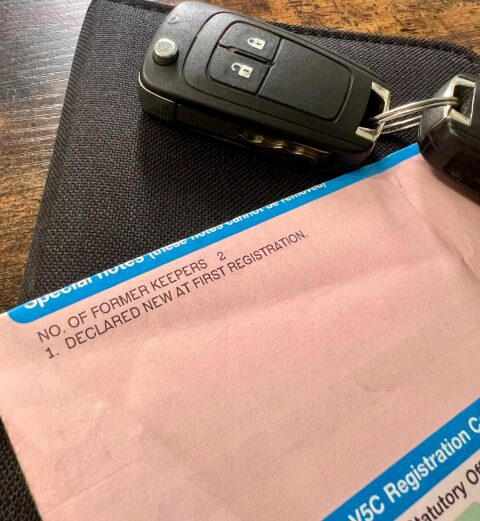 Special notes (these notes cannot be removed)
NO. OF FORMER KEEPERS 2
1. DECLARED NEW AT FIRST REGISTRATION.
V5C Registration
Statutory